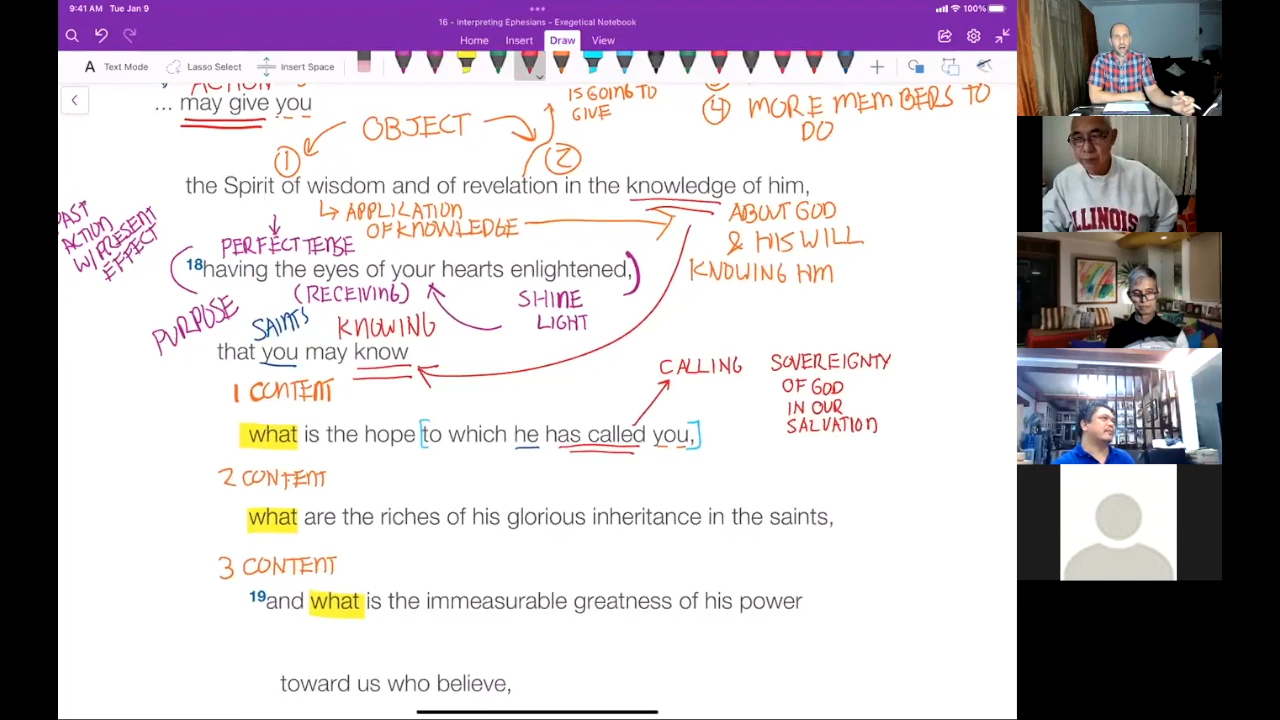 9:41 AM Tue Jan 9
100%
16 - Interpreting Ephesians - Exegetical Notebook
Home Insert Draw View
A Text Mode Lasso Select Insert Space
ACTION
... may give you
IS GOING TO
GIVE
④ MORE MEMBERS TO
DO
OBJECT
① ②
the Spirit of wisdom and of revelation in the knowledge of him,
↳ APPLICATION
OF KNOWLEDGE
ABOUT GOD
& HIS WILL
KNOWING HIM
PAST
ACTION
W/ PRESENT
EFFECT
PERFECT TENSE
18having the eyes of your hearts enlightened,
(RECEIVING)
SHINE
LIGHT
PURPOSE
SAINTS
KNOWING
that you may know
1 CONTENT
CALLING
SOVEREIGNTY
OF GOD
IN OUR
SALVATION
what is the hope [to which he has called you,]
2 CONTENT
what are the riches of his glorious inheritance in the saints,
3 CONTENT
19and what is the immeasurable greatness of his power
toward us who believe,
ILLINOIS